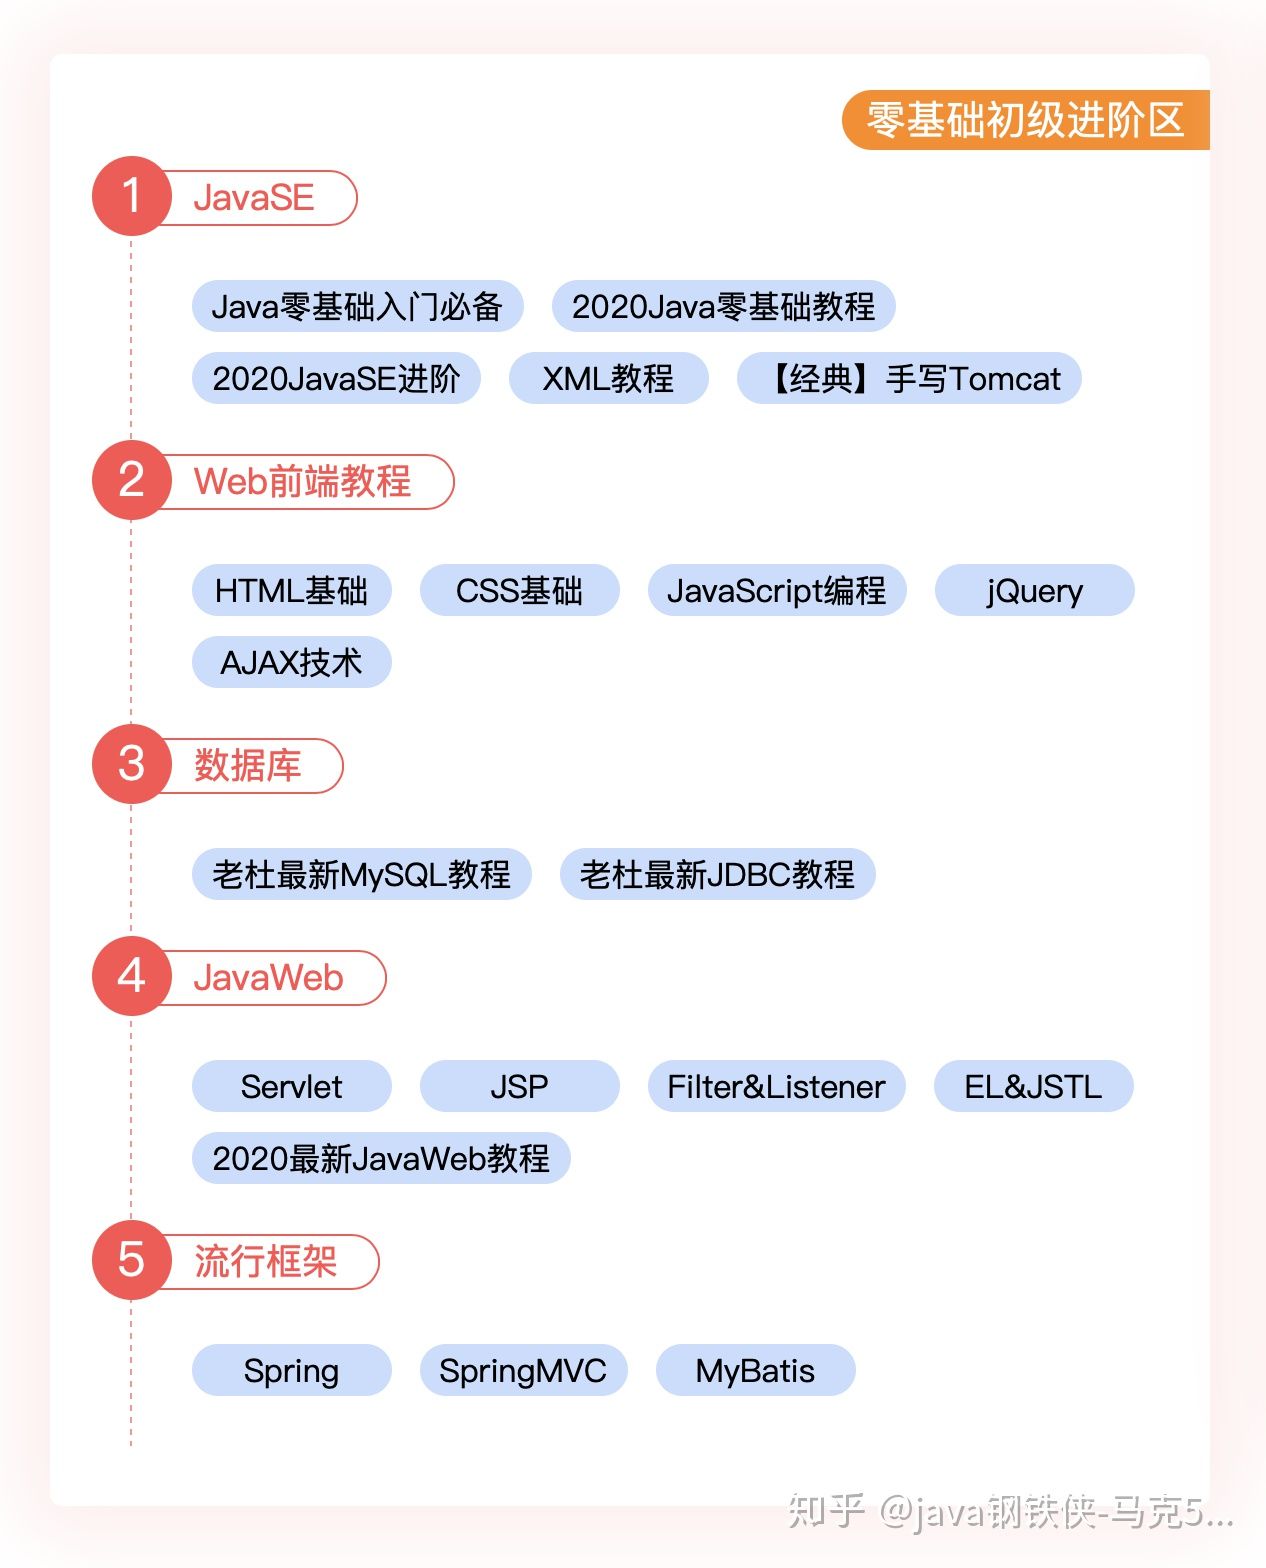 零基础初级进阶区
1 JavaSE
Java零基础入门必备 2020Java零基础教程
2020JavaSE进阶 XML教程 【经典】手写Tomcat
2 Web前端教程
HTML基础 CSS基础 JavaScript编程 jQuery
AJAX技术
3 数据库
老杜最新MySQL教程 老杜最新JDBC教程
4 JavaWeb
Servlet JSP Filter&Listener EL&JSTL
2020最新JavaWeb教程
5 流行框架
Spring SpringMVC MyBatis
知乎 @java钢铁侠-马克5...